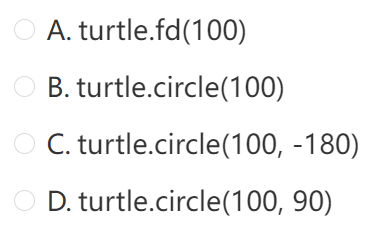 A. turtle.fd(100)
B. turtle.circle(100)
C. turtle.circle(100, -180)
D. turtle.circle(100, 90)